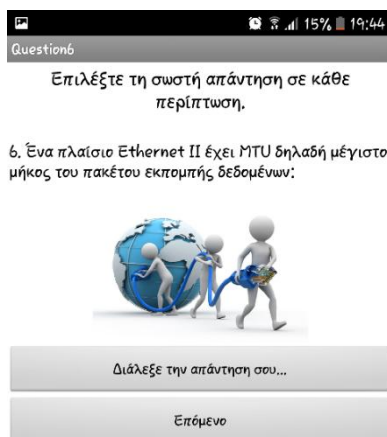 15% 19:44
Question6
Επιλέξτε τη σωστή απάντηση σε κάθε
περίπτωση.
6. Ένα πλαίσιο Ethernet II έχει MTU δηλαδή μέγιστο
μήκος του πακέτου εκπομπής δεδομένων:
Διάλεξε την απάντηση σου...
Επόμενο